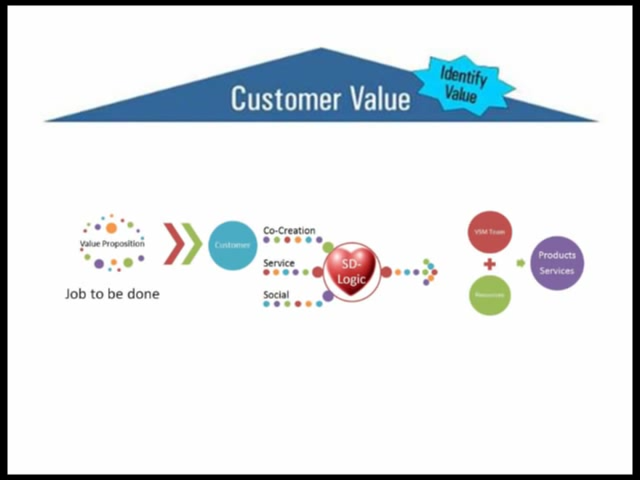 Identify
Value
Customer Value
Value Proposition
Job to be done
Customer
Co-Creation
Service
Social
SD-
Logic
VSM Team
Resources
Products
Services